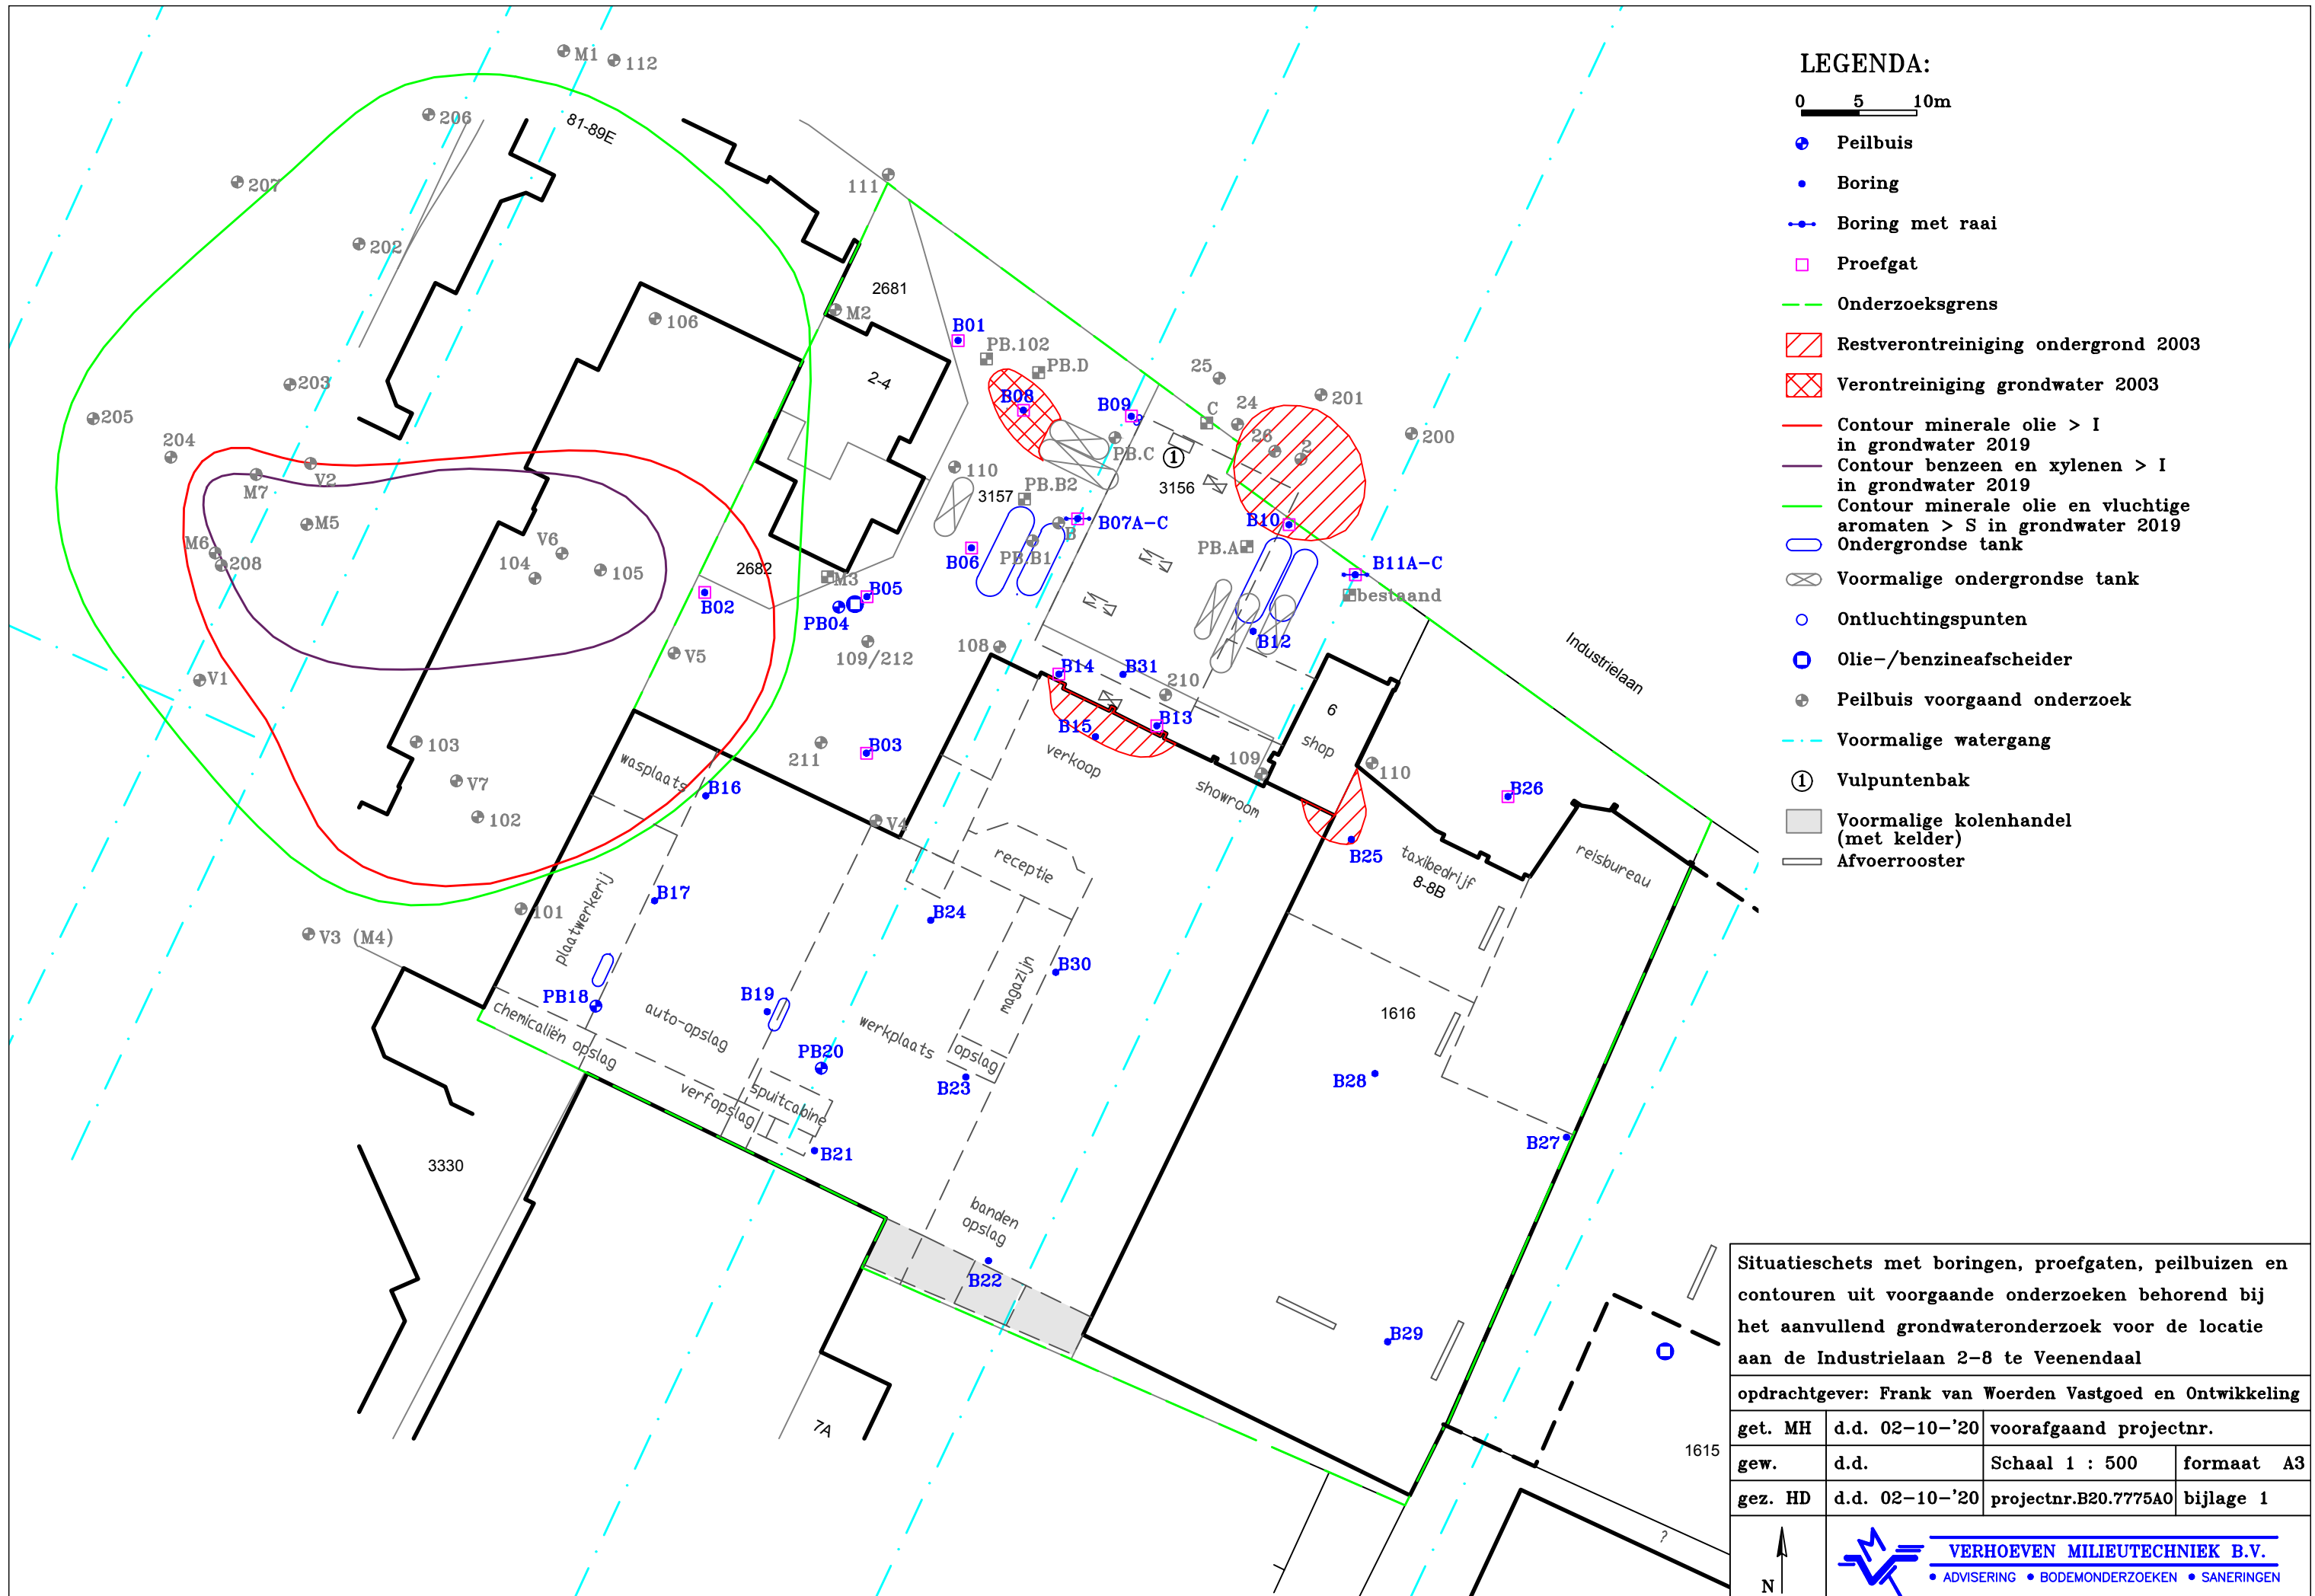 M1
112
206
81-89E
207
111
202
2681
M2
106
B01
PB.102
PB.D
2-4
25
201
203
B08
B09
C
24
205
200
204
26
2
PB.C
V2
1
M7
110
3157
PB.B2
3156
M5
B07A-C
B
B10
M6
V6
B06
PB.B1
PB.A
208
104
105
2682
M3
B11A-C
B02
B05
bestaand
PB04
B12
109/212
108
Industrielaan
V5
V1
B14
B31
210
6
B15
B13
shop
103
211
B03
verkoop
109
110
wasplaats
V7
B16
showroom
B26
102
V4
B25
receptie
taxibedrijf
reisbureau
8-8B
plaatwerkerij
B17
101
B24
V3 (M4)
B30
magazijn
PB18
B19
chemicaliën opslag
auto-opslag
1616
werkplaats
PB20
opslag
B23
B28
verfopslag
spuitcabine
B27
B21
3330
banden
opslag
B22
B29
7A
1615
?
LEGENDA:
0 5 10m
Peilbuis
Boring
Boring met raai
Proefgat
Onderzoeksgrens
Restverontreiniging ondergrond 2003
Verontreiniging grondwater 2003
Contour minerale olie > I
in grondwater 2019
Contour benzeen en xylenen > I
in grondwater 2019
Contour minerale olie en vluchtige
aromaten > S in grondwater 2019
Ondergrondse tank
Voormalige ondergrondse tank
Ontluchtingspunten
Olie-/benzineafscheider
Peilbuis voorgaand onderzoek
Voormalige watergang
1 Vulpuntenbak
Voormalige kolenhandel
(met kelder)
Afvoerrooster
Situatieschets met boringen, proefgaten, peilbuizen en
contouren uit voorgaande onderzoeken behorend bij
het aanvullend grondwateronderzoek voor de locatie
aan de Industrielaan 2-8 te Veenendaal
opdrachtgever: Frank van Woerden Vastgoed en Ontwikkeling
get. MH d.d. 02-10-'20 voorafgaand projectnr.
gew. d.d. Schaal 1 : 500 formaat A3
gez. HD d.d. 02-10-'20 projectnr.B20.7775A0 bijlage 1
N
VERHOEVEN MILIEUTECHNIEK B.V.
• ADVISERING • BODEMONDERZOEKEN • SANERINGEN